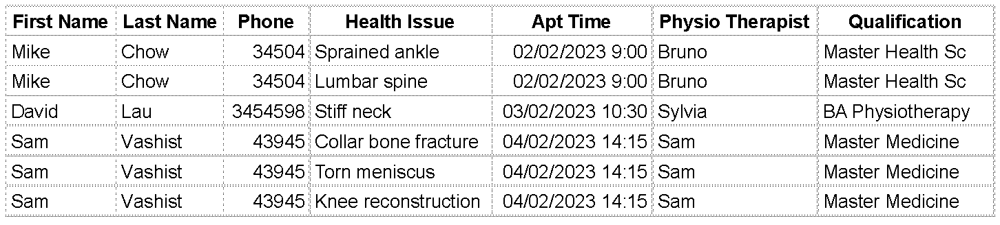 First Name Last Name Phone Health Issue Apt Time Physio Therapist Qualification
Mike Chow 34504 Sprained ankle 02/02/2023 9:00 Bruno Master Health Sc
Mike Chow 34504 Lumbar spine 02/02/2023 9:00 Bruno Master Health Sc
David Lau 3454598 Stiff neck 03/02/2023 10:30 Sylvia BA Physiotherapy
Sam Vashist 43945 Collar bone fracture 04/02/2023 14:15 Sam Master Medicine
Sam Vashist 43945 Torn meniscus 04/02/2023 14:15 Sam Master Medicine
Sam Vashist 43945 Knee reconstruction 04/02/2023 14:15 Sam Master Medicine